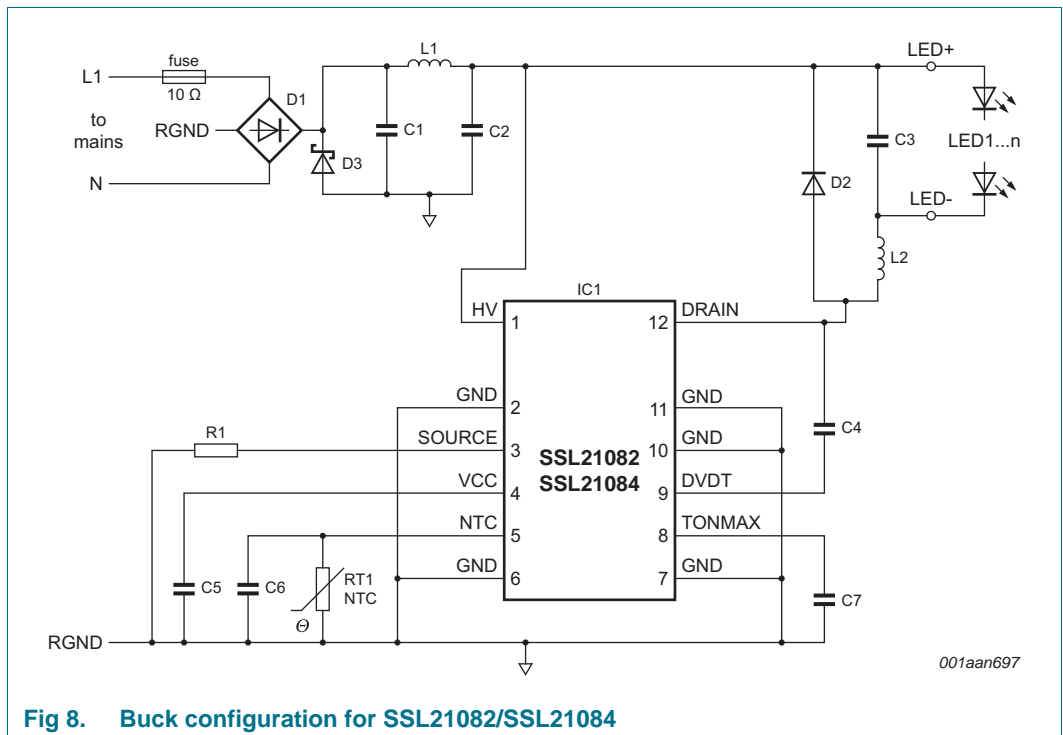 L1
fuse
10 Ω
D1
to
mains
RGND
N
D3
C1
L1
C2
LED+
C3
LED1...n
D2
LED-
L2
IC1
HV
1
12
DRAIN
GND
2
11
GND
R1
SOURCE
3
10
GND
C4
SSL21082
SSL21084
VCC
4
9
DVDT
NTC
5
8
TONMAX
GND
6
7
GND
C5
C6
RT1
NTC
Θ
C7
RGND
001aan697
Fig 8. Buck configuration for SSL21082/SSL21084